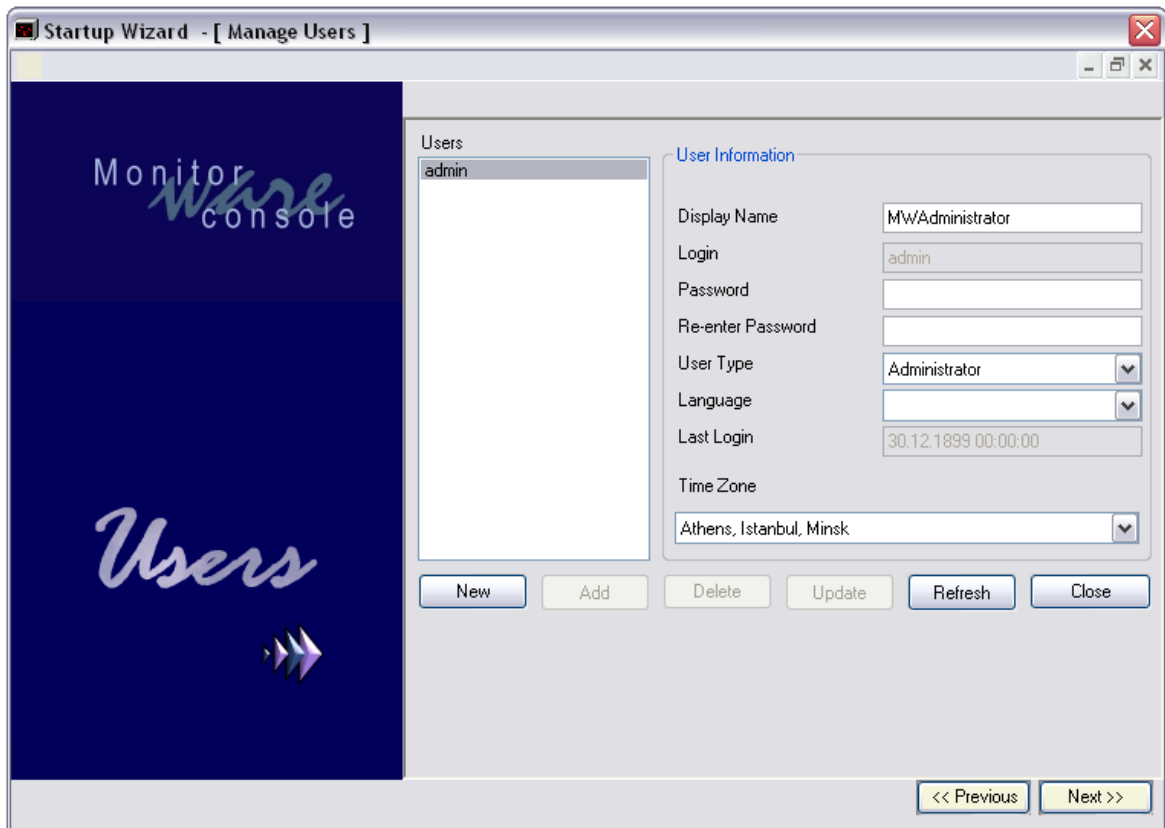 Startup Wizard - [ Manage Users ]
Monitor
ware
console
Users
Users
admin
User Information
Display Name MWAdministrator
Login admin
Password
Re-enter Password
User Type Administrator
Language
Last Login 30.12.1899 00:00:00
Time Zone
Athens, Istanbul, Minsk
New Add Delete Update Refresh Close
<< Previous Next >>